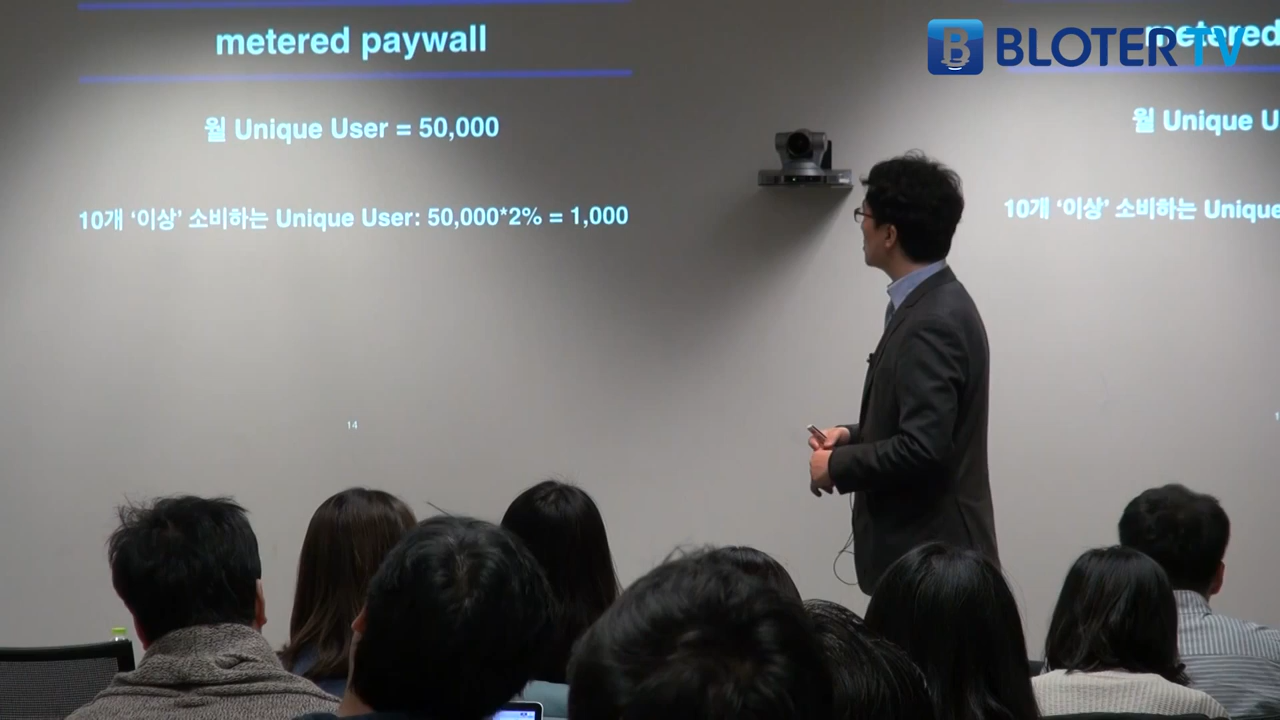 metered paywall
월 Unique User = 50,000
10개 ‘이상’ 소비하는 Unique User: 50,000*2% = 1,000
14
BLOTER TV
metered
월 Unique U
10개 ‘이상’ 소비하는 Unique
1